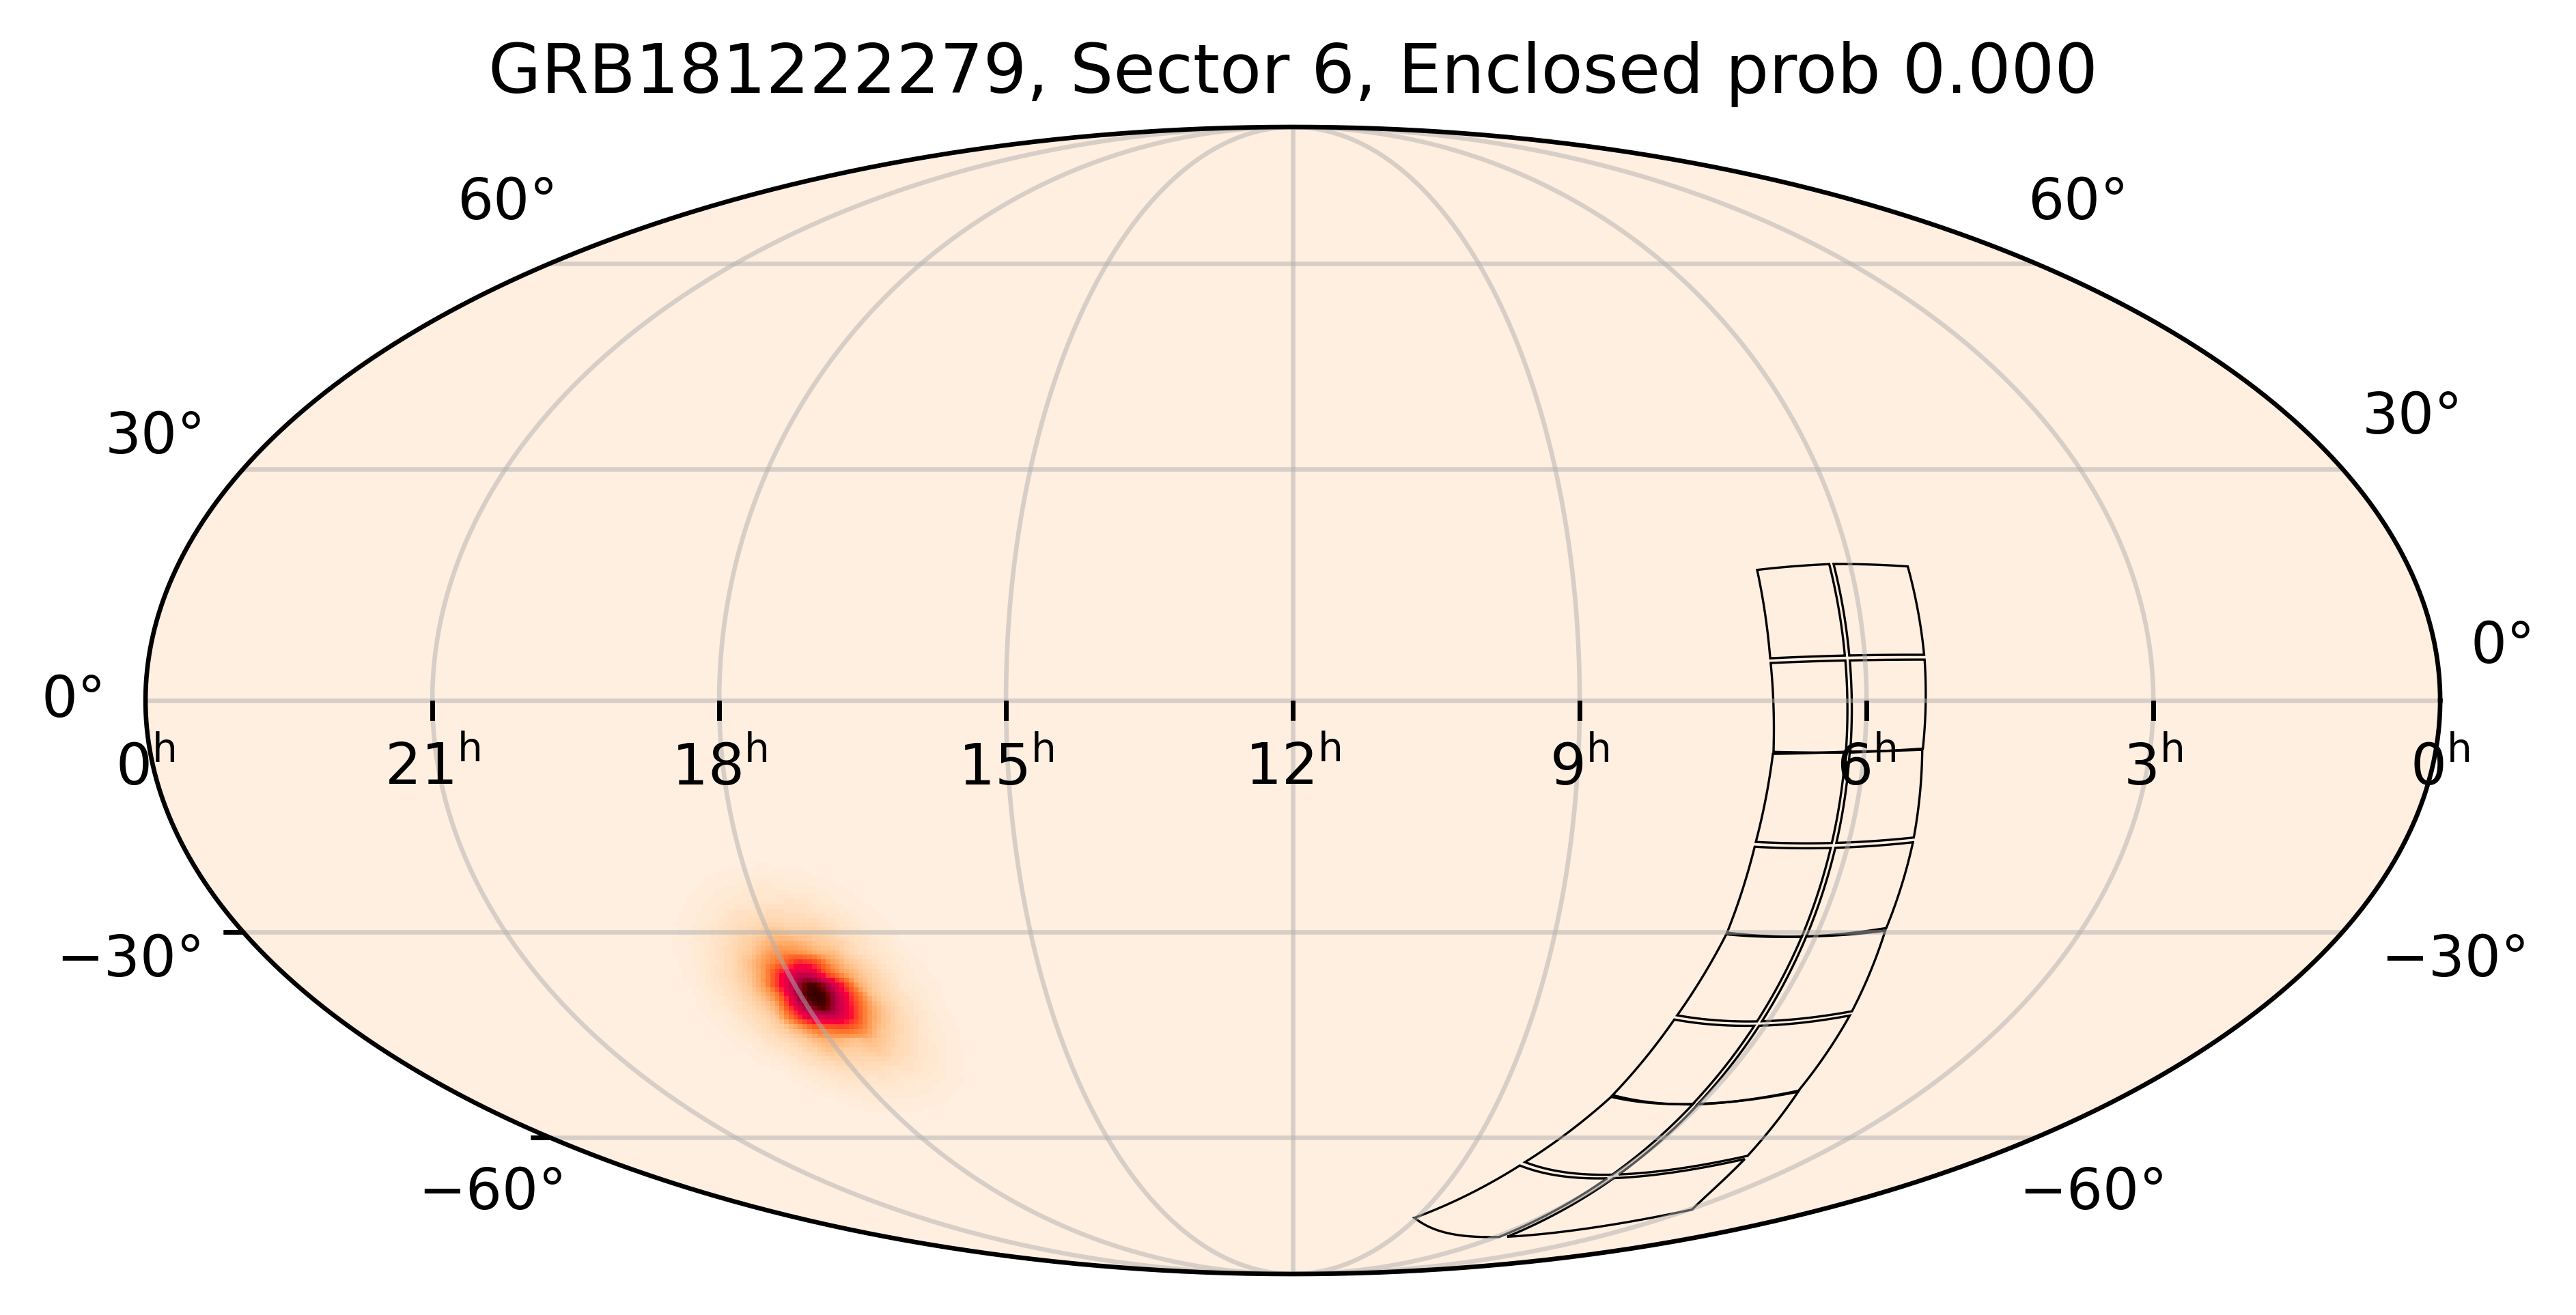 GRB181222279, Sector 6, Enclosed prob 0.000
60° 60°
30° 30°
0° 0°
0ʰ 21ʰ 18ʰ 15ʰ 12ʰ 9ʰ 6ʰ 3ʰ 0ʰ
−30° −30°
−60° −60°